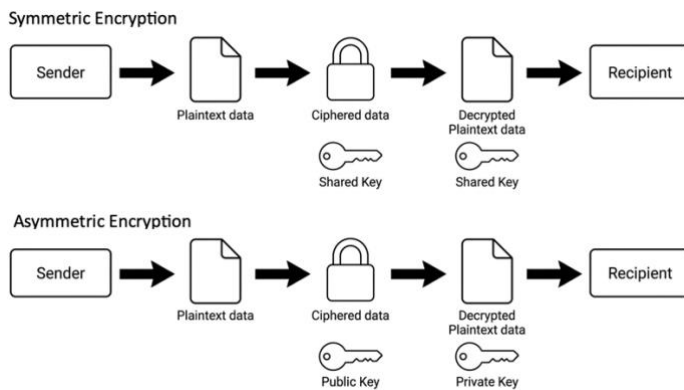 Symmetric Encryption
Sender
Recipient
Plaintext data
Ciphered data
Decrypted
Plaintext data
Shared Key
Shared Key
Asymmetric Encryption
Sender
Recipient
Plaintext data
Ciphered data
Decrypted
Plaintext data
Public Key
Private Key